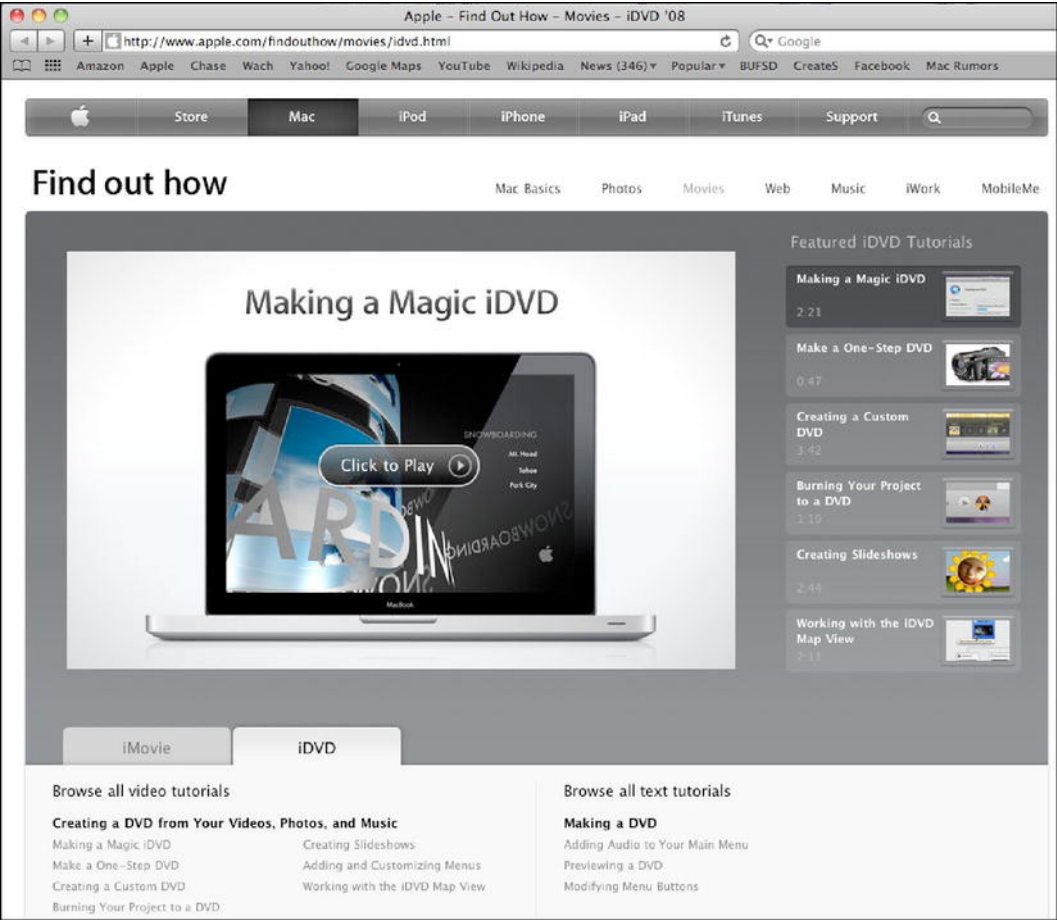 Apple – Find Out How – Movies – iDVD '08
http://www.apple.com/findouthow/movies/idvd.html
Google
Amazon Apple Chase Wach Yahoo! Google Maps YouTube Wikipedia News (346) Popular BUFSD CreateS Facebook Mac Rumors
Store Mac iPod iPhone iPad iTunes Support
Find out how
Mac Basics Photos Movies Web Music iWork MobileMe
Making a Magic iDVD
SNOWBOARDING
Mt. Hood
Tahoe
Park City
Click to Play
ARDIN
SNOWBOARDING
MacBook
Featured iDVD Tutorials
Making a Magic iDVD
2:21
Make a One-Step DVD
0:47
Creating a Custom
DVD
3:42
Burning Your Project
to a DVD
1:19
Creating Slideshows
2:44
Working with the iDVD
Map View
2:11
iMovie iDVD
Browse all video tutorials
Creating a DVD from Your Videos, Photos, and Music
Making a Magic iDVD
Make a One-Step DVD
Creating a Custom DVD
Burning Your Project to a DVD
Creating Slideshows
Adding and Customizing Menus
Working with the iDVD Map View
Browse all text tutorials
Making a DVD
Adding Audio to Your Main Menu
Previewing a DVD
Modifying Menu Buttons